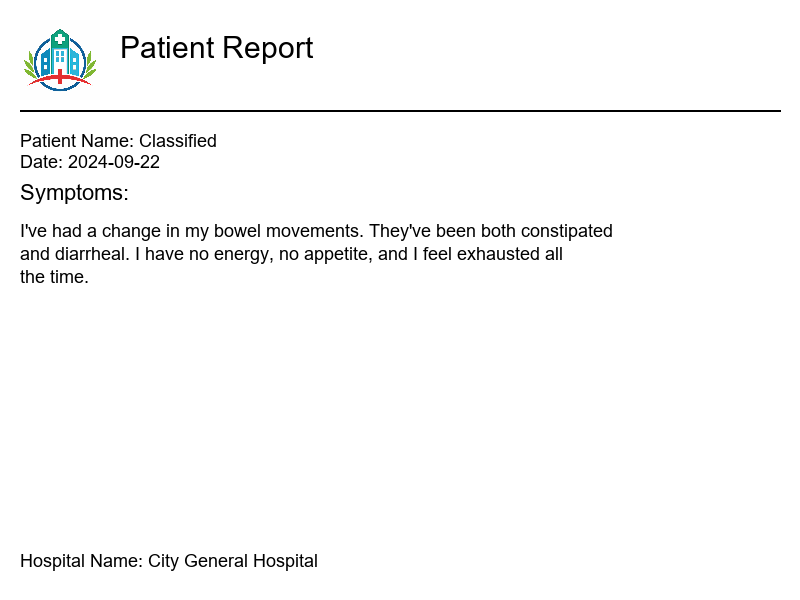 Patient Report
Patient Name: Classified
Date: 2024-09-22
Symptoms:
I've had a change in my bowel movements. They've been both constipated
and diarrheal. I have no energy, no appetite, and I feel exhausted all
the time.
Hospital Name: City General Hospital